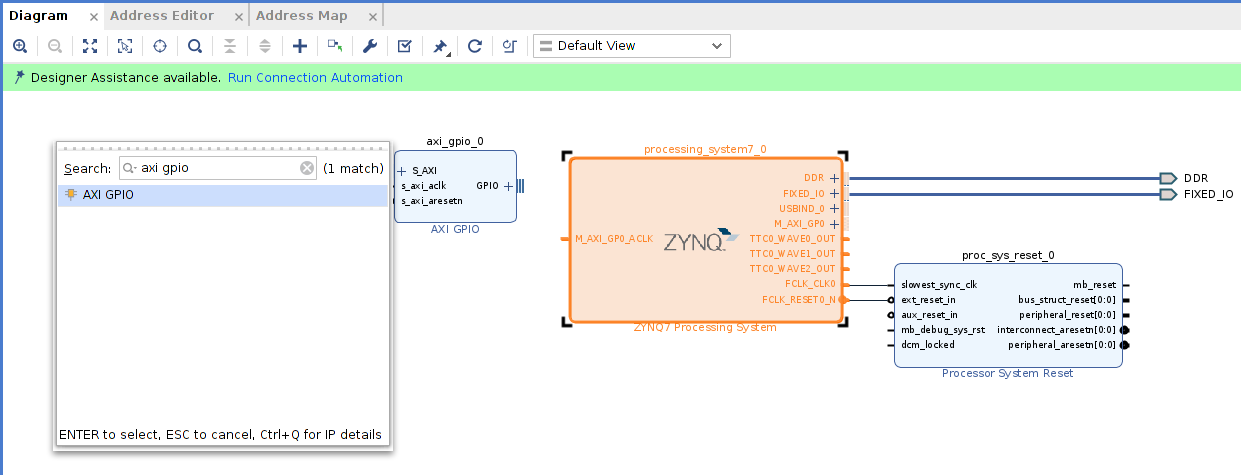 Diagram
Address Editor
Address Map
Default View
Designer Assistance available. Run Connection Automation
Search: axi gpio (1 match)
AXI GPIO
ENTER to select, ESC to cancel, Ctrl+Q for IP details
axi_gpio_0
S_AXI
s_axi_aclk
s_axi_aresetn
GPIO
AXI GPIO
processing_system7_0
M_AXI_GP0_ACLK
ZYNQ
DDR
FIXED_IO
USBIND_0
M_AXI_GP0
TTC0_WAVE0_OUT
TTC0_WAVE1_OUT
TTC0_WAVE2_OUT
FCLK_CLK0
FCLK_RESET0_N
ZYNQ7 Processing System
DDR
FIXED_IO
proc_sys_reset_0
slowest_sync_clk
ext_reset_in
aux_reset_in
mb_debug_sys_rst
dcm_locked
mb_reset
bus_struct_reset[0:0]
peripheral_reset[0:0]
interconnect_aresetn[0:0]
peripheral_aresetn[0:0]
Processor System Reset